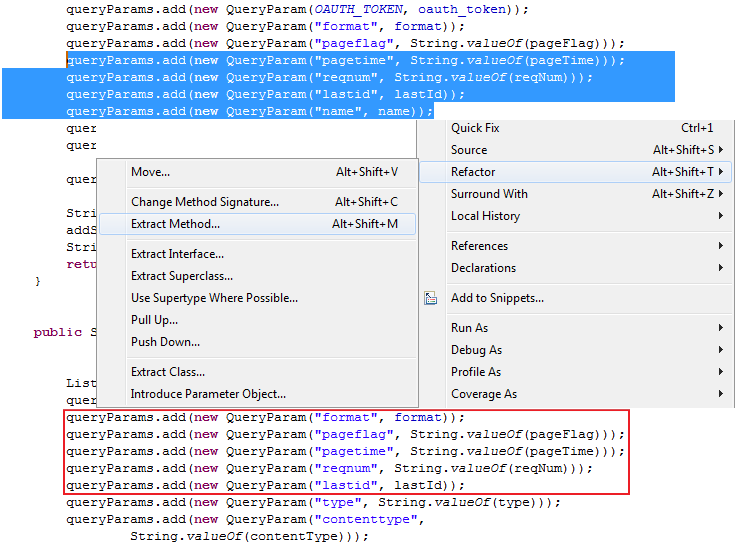 queryParams.add(new QueryParam(OAUTH_TOKEN, oauth_token));
queryParams.add(new QueryParam("format", format));
queryParams.add(new QueryParam("pageflag", String.valueOf(pageFlag)));
queryParams.add(new QueryParam("pagetime", String.valueOf(pageTime)));
queryParams.add(new QueryParam("reqnum", String.valueOf(reqNum)));
queryParams.add(new QueryParam("lastid", lastId));
queryParams.add(new QueryParam("name", name));
quer
quer
quer
Stri
addS
Stri
retu
}
public S
List
quer
Quick Fix Ctrl+1
Source Alt+Shift+S
Refactor Alt+Shift+T
Surround With Alt+Shift+Z
Local History
References
Declarations
Add to Snippets...
Run As
Debug As
Profile As
Coverage As
Move... Alt+Shift+V
Change Method Signature... Alt+Shift+C
Extract Method... Alt+Shift+M
Extract Interface...
Extract Superclass...
Use Supertype Where Possible...
Pull Up...
Push Down...
Extract Class...
Introduce Parameter Object...
queryParams.add(new QueryParam("format", format));
queryParams.add(new QueryParam("pageflag", String.valueOf(pageFlag)));
queryParams.add(new QueryParam("pagetime", String.valueOf(pageTime)));
queryParams.add(new QueryParam("reqnum", String.valueOf(reqNum)));
queryParams.add(new QueryParam("lastid", lastId));
queryParams.add(new QueryParam("type", String.valueOf(type)));
queryParams.add(new QueryParam("contenttype",
String.valueOf(contentType)));